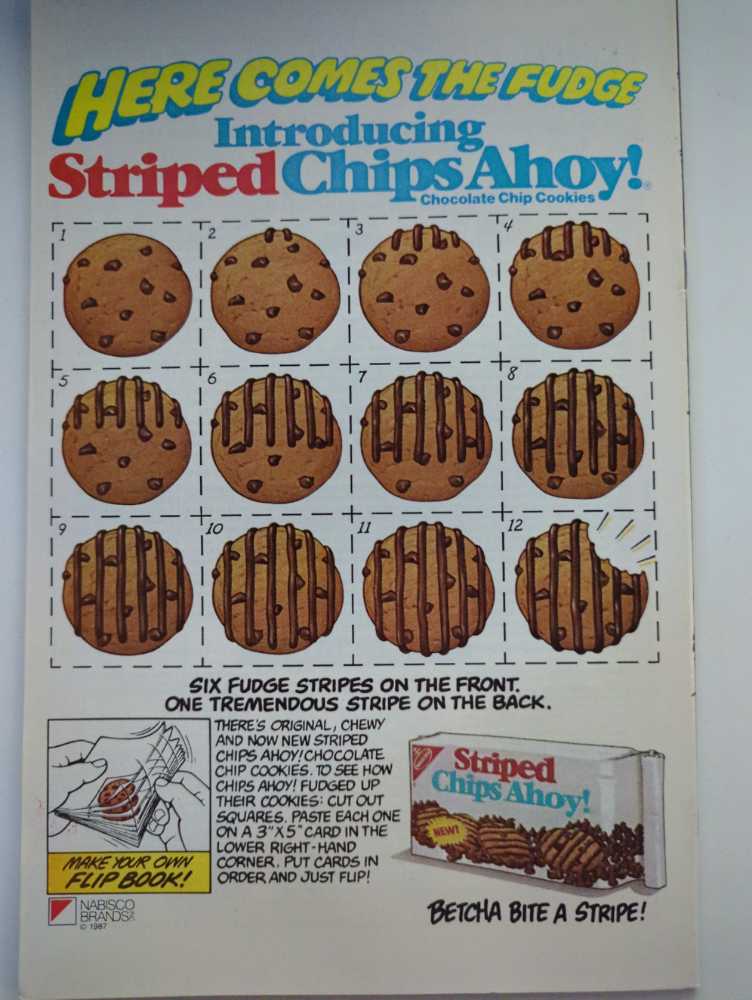 HERE COMES THE FUDGE
Introducing
Striped Chips Ahoy!®
Chocolate Chip Cookies
1
2
3
4
5
6
7
8
9
10
11
12
SIX FUDGE STRIPES ON THE FRONT.
ONE TREMENDOUS STRIPE ON THE BACK.
THERE'S ORIGINAL, CHEWY
AND NOW NEW STRIPED
CHIPS AHOY! CHOCOLATE
CHIP COOKIES. TO SEE HOW
CHIPS AHOY! FUDGED UP
THEIR COOKIES: CUT OUT
SQUARES. PASTE EACH ONE
ON A 3"X5" CARD IN THE
LOWER RIGHT-HAND
CORNER. PUT CARDS IN
ORDER AND JUST FLIP!
MAKE YOUR OWN
FLIP BOOK!
Striped
Chips Ahoy!
NEW!
NABISCO
BRANDS
© 1987
BETCHA BITE A STRIPE!